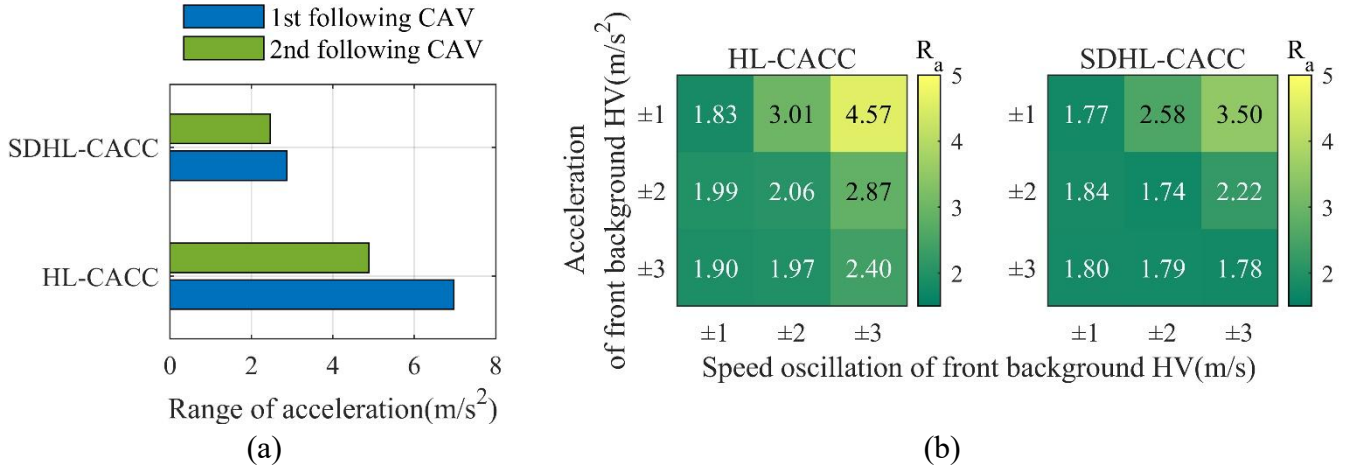 1st following CAV
2nd following CAV
SDHL-CACC
HL-CACC
0 2 4 6 8
Range of acceleration(m/s²)
(a)
Acceleration
of front background HV(m/s²)
HL-CACC
±1 1.83 3.01 4.57
±2 1.99 2.06 2.87
±3 1.90 1.97 2.40
±1 ±2 ±3
Rₐ
5
4
3
2
SDHL-CACC
±1 1.77 2.58 3.50
±2 1.84 1.74 2.22
±3 1.80 1.79 1.78
±1 ±2 ±3
Rₐ
5
4
3
2
Speed oscillation of front background HV(m/s)
(b)